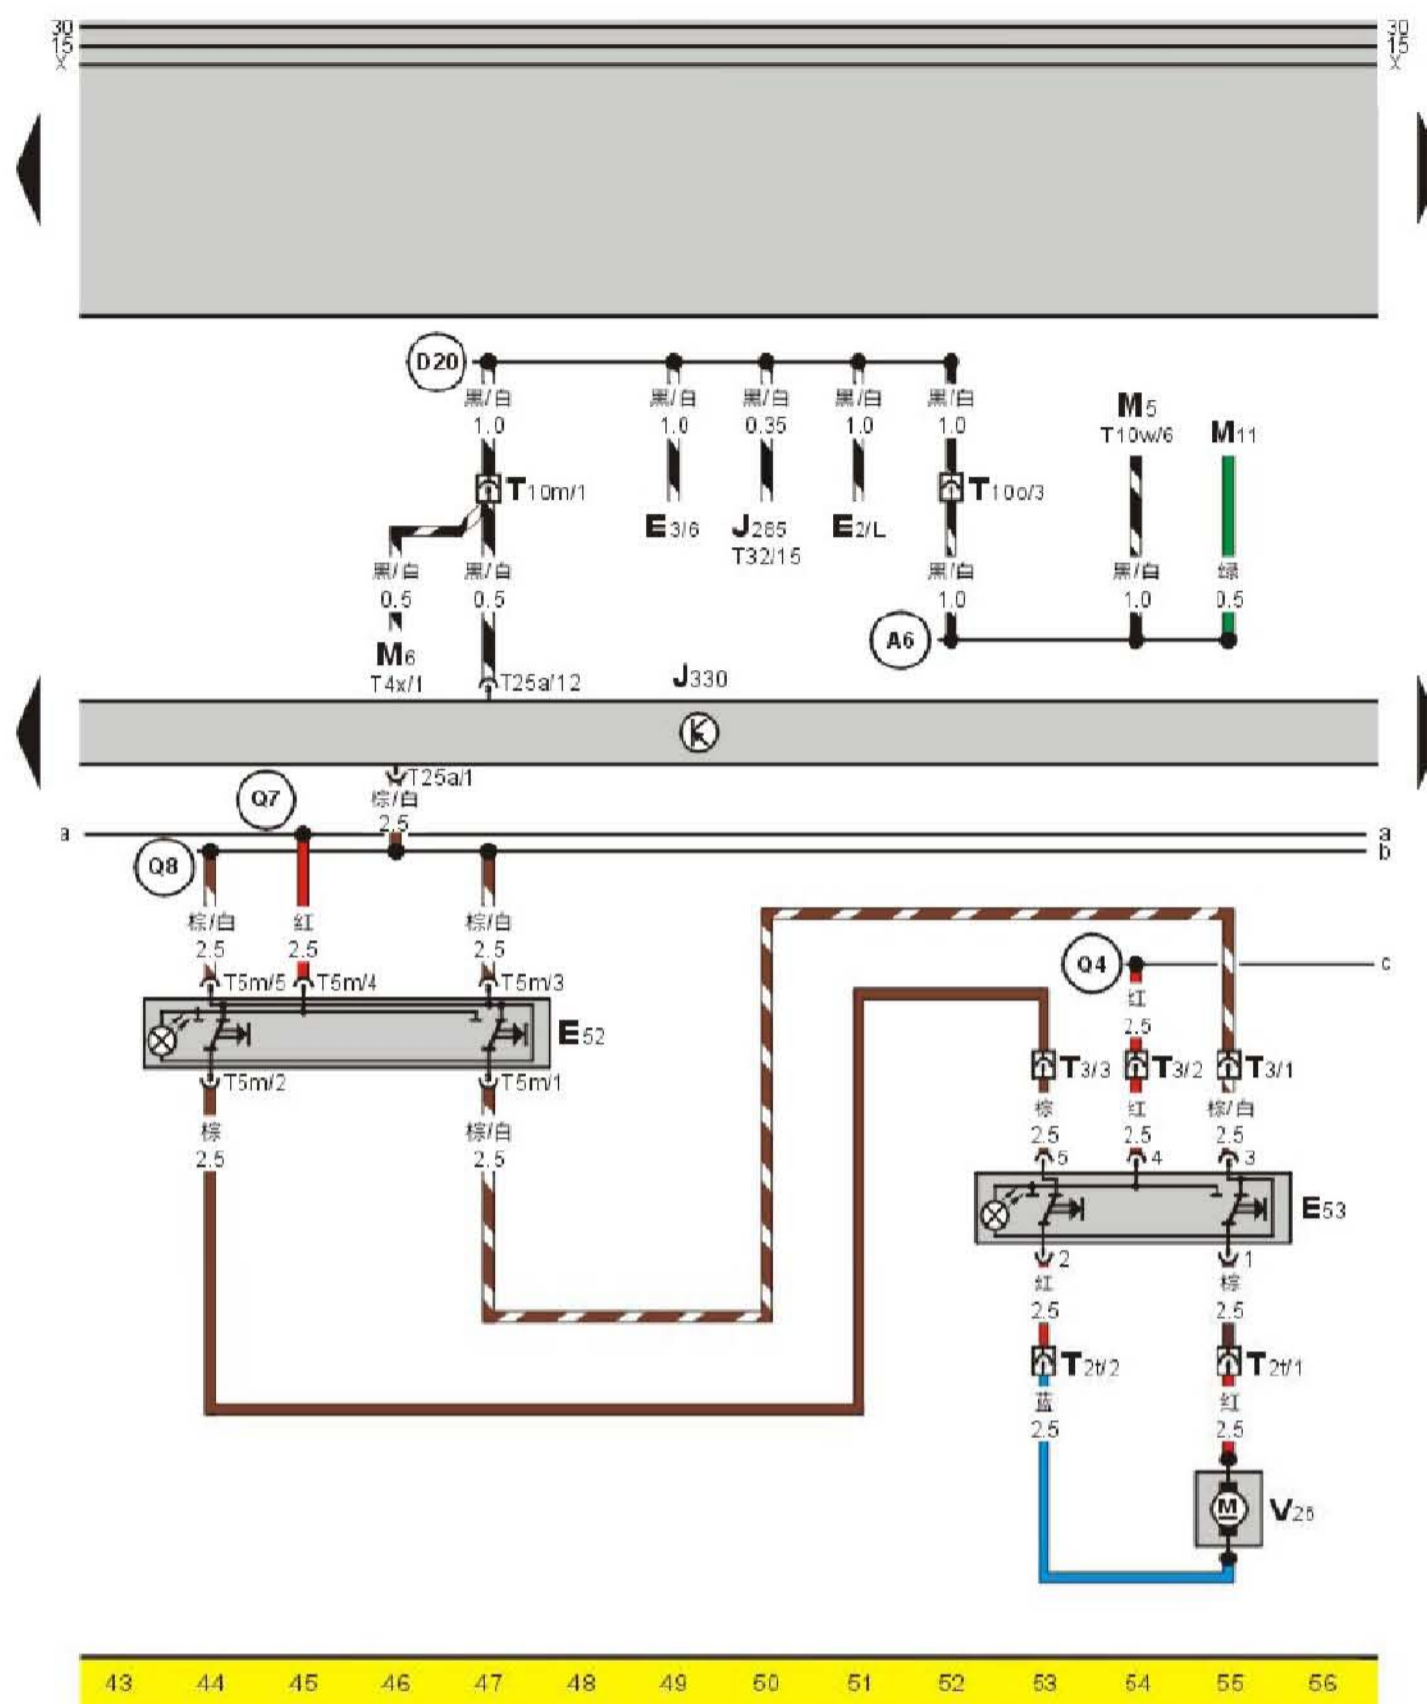 30 30
15 15
X X
D20
黑/白 黑/白 黑/白 黑/白 黑/白
1.0 1.0 0.35 1.0 1.0
M5
T10w/6
M11
T10m/1
T10o/3
E3/6
J285
T32/15
E2/L
黑/白 黑/白 黑/白 黑/白 绿
0.5 0.5 1.0 1.0 0.5
A6
M6
T4x/1
T25a/12
J330
T25a/1
棕/白
2.5
Q7
a a
b
Q8
棕/白 红 棕/白
2.5 2.5 2.5
T5m/5 T5m/4 T5m/3
Q4
c
红
2.5
E52
T5m/2 T5m/1
T3/3 T3/2 T3/1
棕 棕/白
2.5 2.5
棕 红 棕/白
2.5 2.5 2.5
5 4 3
E53
2 1
红 棕
2.5 2.5
T2t/2 T2t/1
蓝 红
2.5 2.5
M
V26
43 44 45 46 47 48 49 50 51 52 53 54 55 56